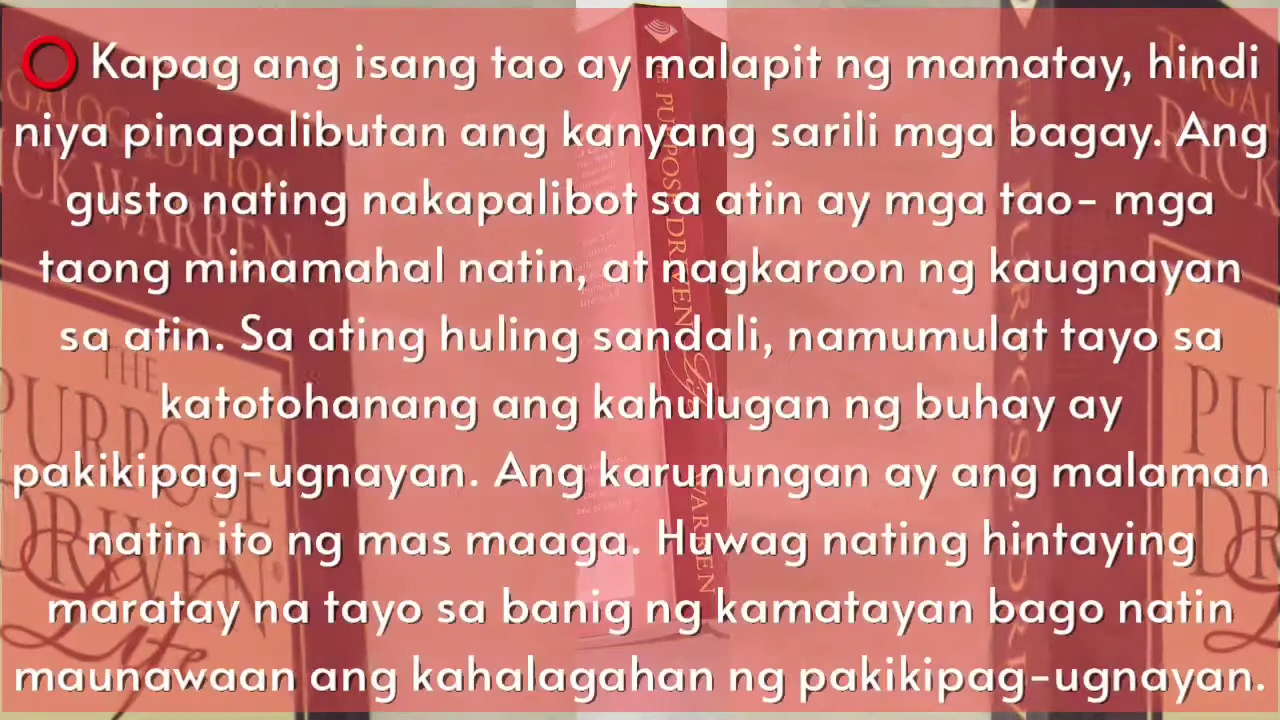 Kapag ang isang tao ay malapit ng mamatay, hindi
niya pinapalibutan ang kanyang sarili mga bagay. Ang
gusto nating nakapalibot sa atin ay mga tao- mga
taong minamahal natin, at nagkaroon ng kaugnayan
sa atin. Sa ating huling sandali, namumulat tayo sa
katotohanang ang kahulugan ng buhay ay
pakikipag-ugnayan. Ang karunungan ay ang malaman
natin ito ng mas maaga. Huwag nating hintaying
maratay na tayo sa banig ng kamatayan bago natin
maunawaan ang kahalagahan ng pakikipag-ugnayan.
THE
PURPOSE
DRIVEN
Life